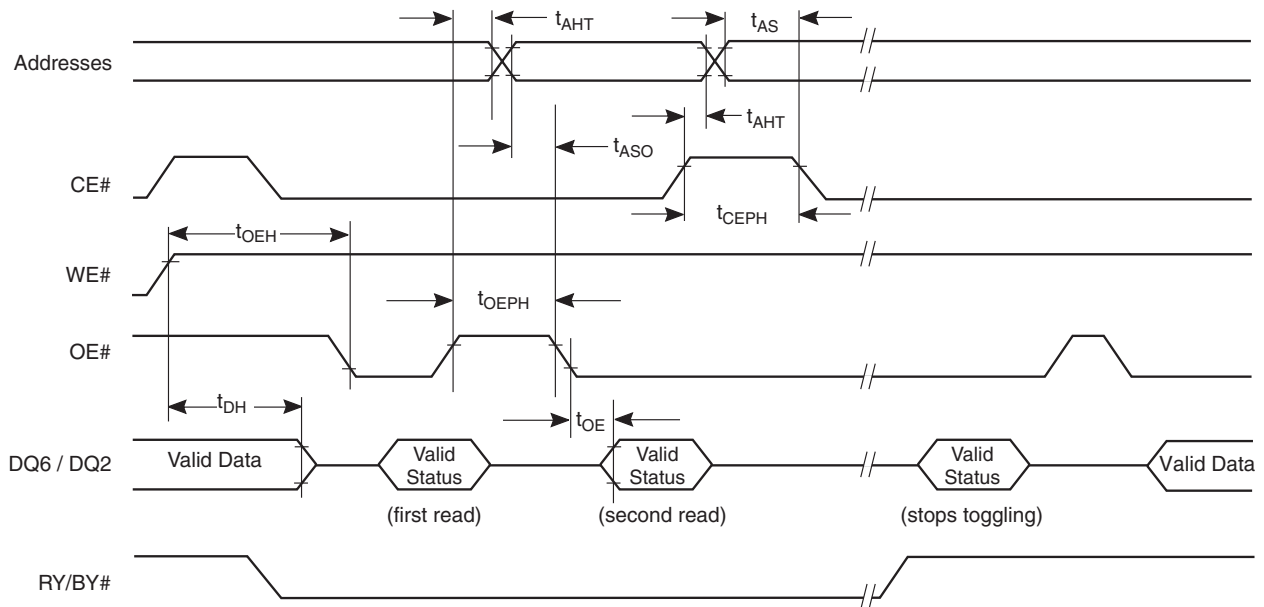 tAHT
tAS
Addresses
tAHT
tASO
CE#
tCEPH
tOEH
WE#
tOEPH
OE#
tDH
tOE
DQ6 / DQ2
Valid Data
Valid
Status
Valid
Status
Valid
Status
Valid Data
(first read)
(second read)
(stops toggling)
RY/BY#